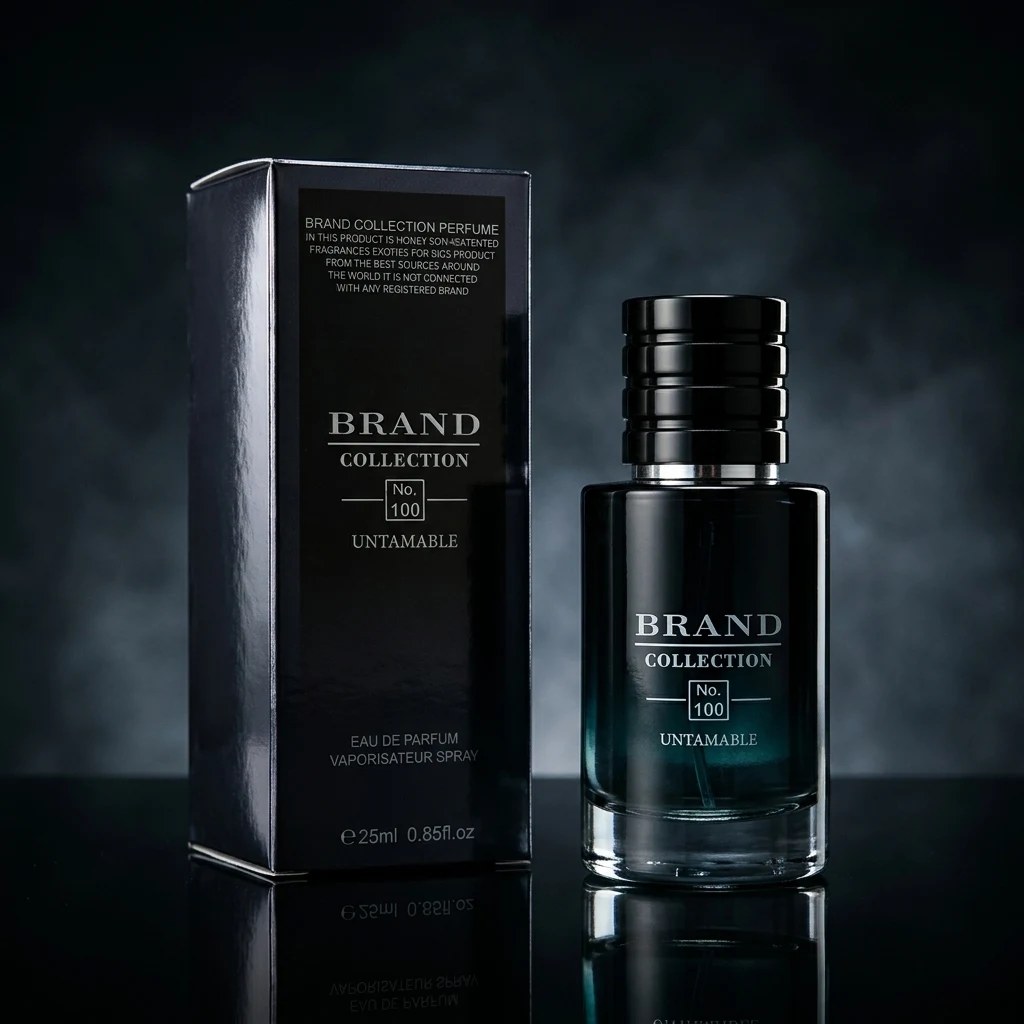 BRAND COLLECTION PERFUME
IN THIS PRODUCT IS HONEY SON-
FRAGRANCES EXOTIES FOR SIGS PRODUCT
FROM THE BEST SOURCES AROUND
THE WORLD IT IS NOT CONNECTED
WITH ANY REGISTERED BRAND
BRAND
COLLECTION
No.
100
UNTAMABLE
EAU DE PARFUM
VAPORISATEUR SPRAY
℮25ml 0.85fl.oz
BRAND
COLLECTION
No.
100
UNTAMABLE